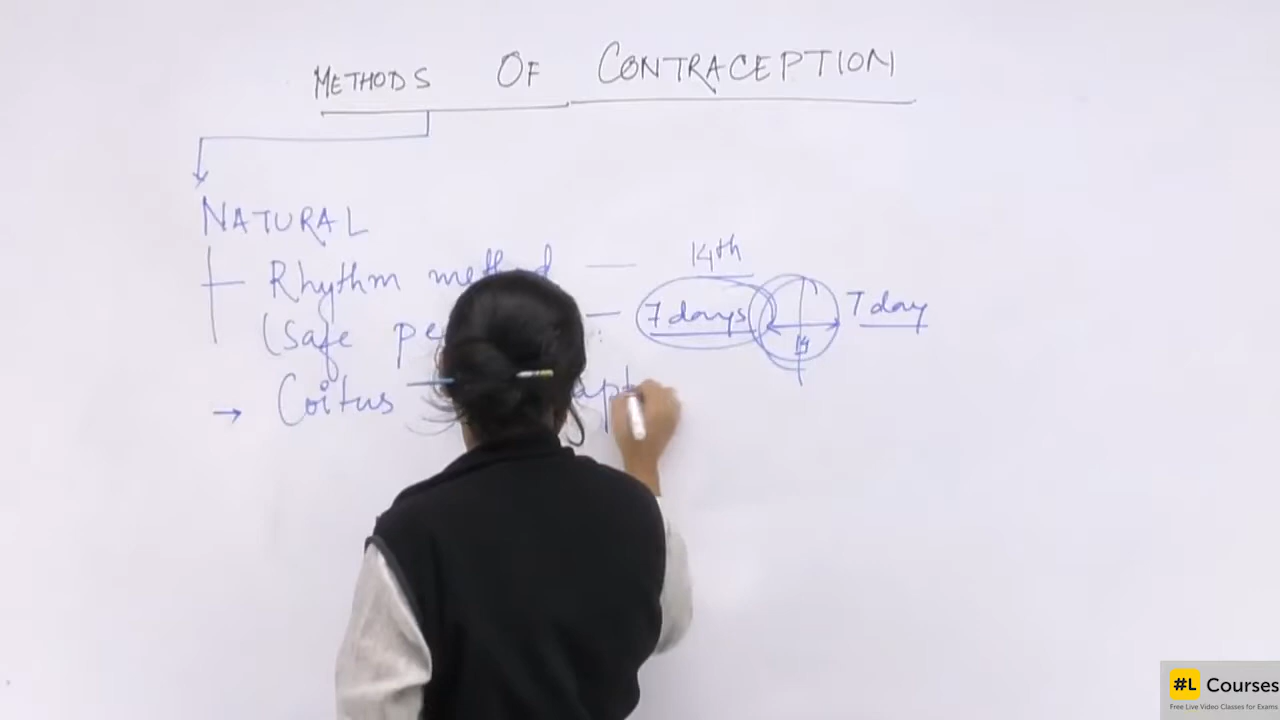 METHODS OF CONTRACEPTION
NATURAL
Rhythm method — 14th
(Safe — 7 days 14 7 day
→ Coitus
#L Courses
Free Live Video Classes for Exams